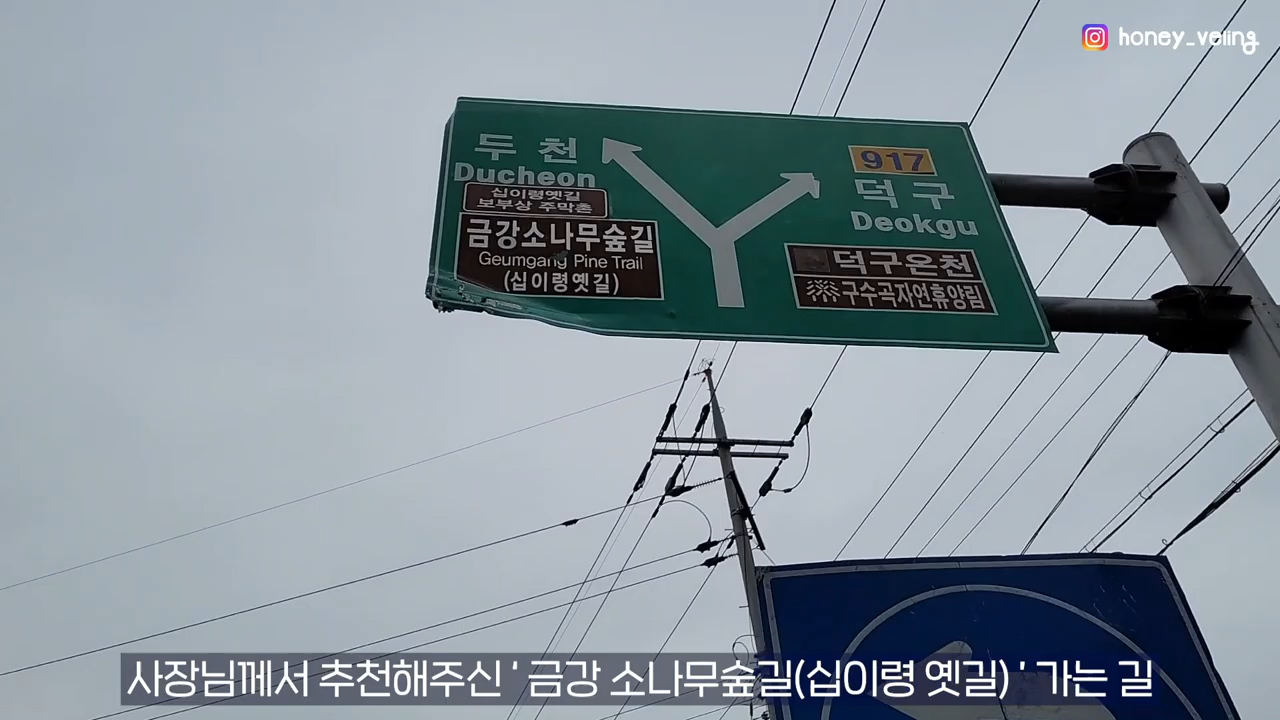 honey_veiing
두천
Ducheon
십이령옛길
보부상 주막촌
금강소나무숲길
Geumgang Pine Trail
(십이령옛길)
917
덕구
Deokgu
덕구온천
구수곡자연휴양림
사장님께서 추천해주신 ‘ 금강 소나무숲길(십이령 옛길) ‘ 가는 길